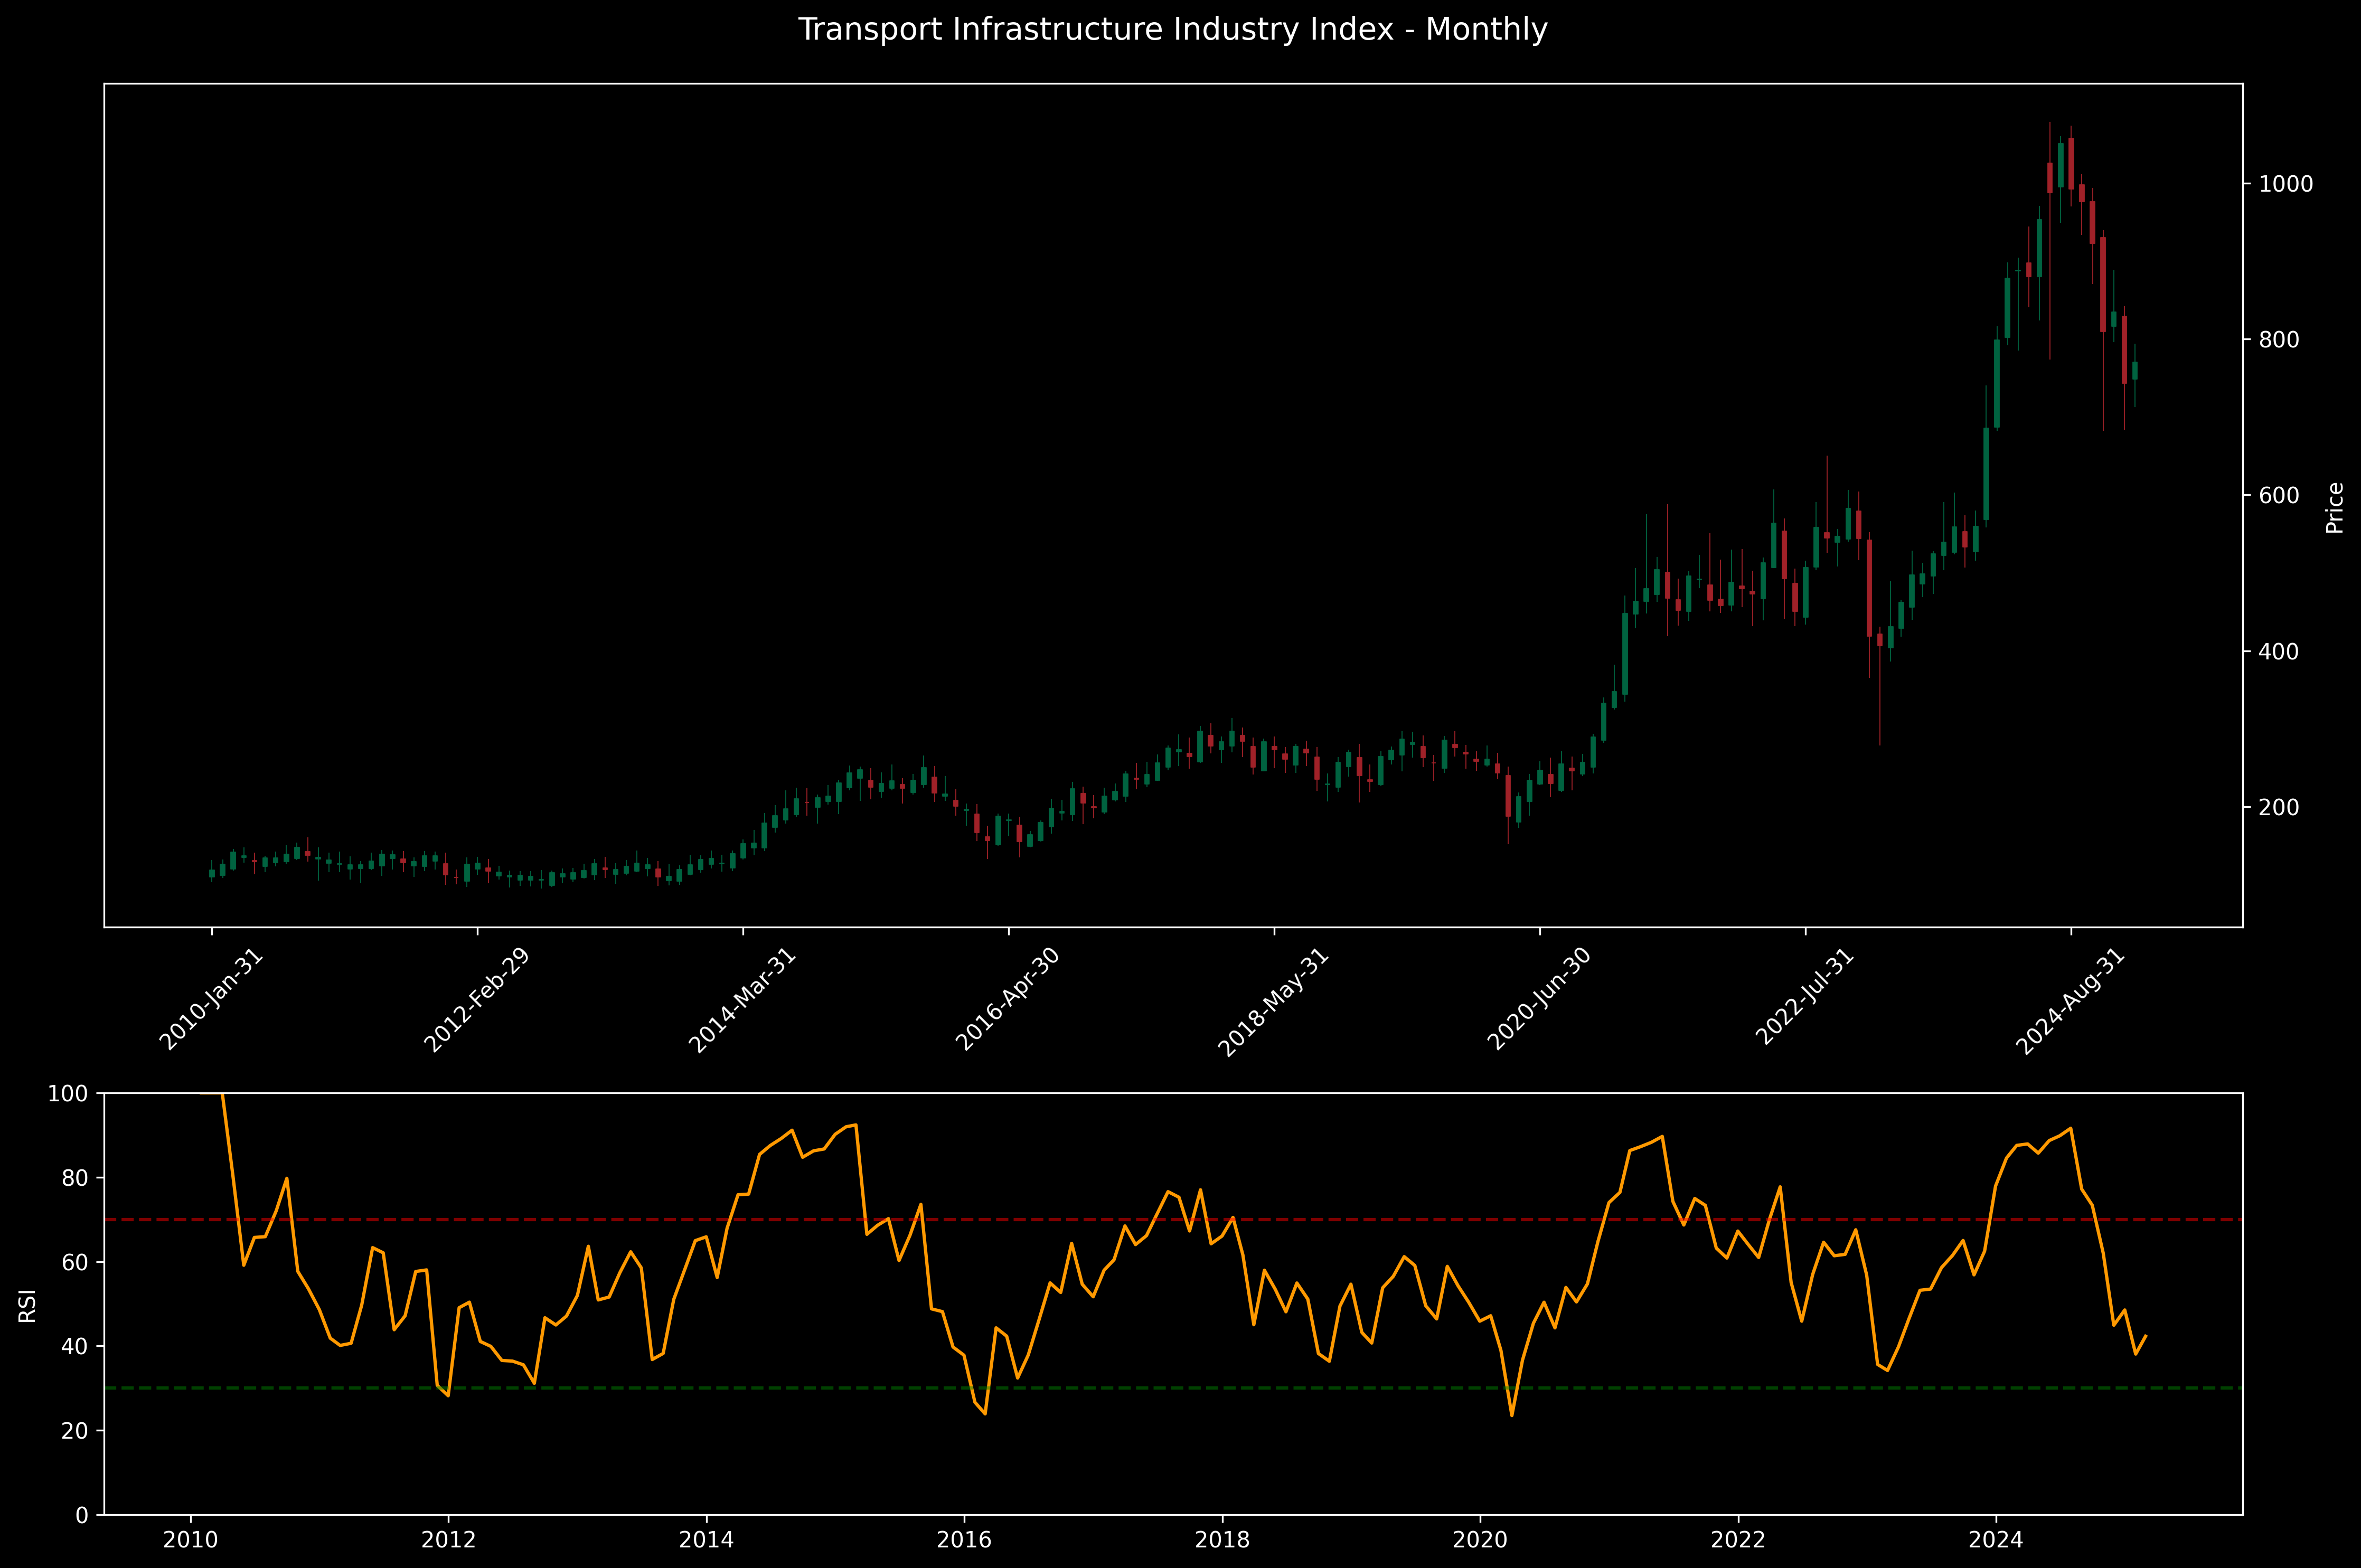 Transport Infrastructure Industry Index - Monthly
1000
800
600
400
200
Price
2010-Jan-31
2012-Feb-29
2014-Mar-31
2016-Apr-30
2018-May-31
2020-Jun-30
2022-Jul-31
2024-Aug-31
100
80
60
40
20
0
RSI
2010
2012
2014
2016
2018
2020
2022
2024